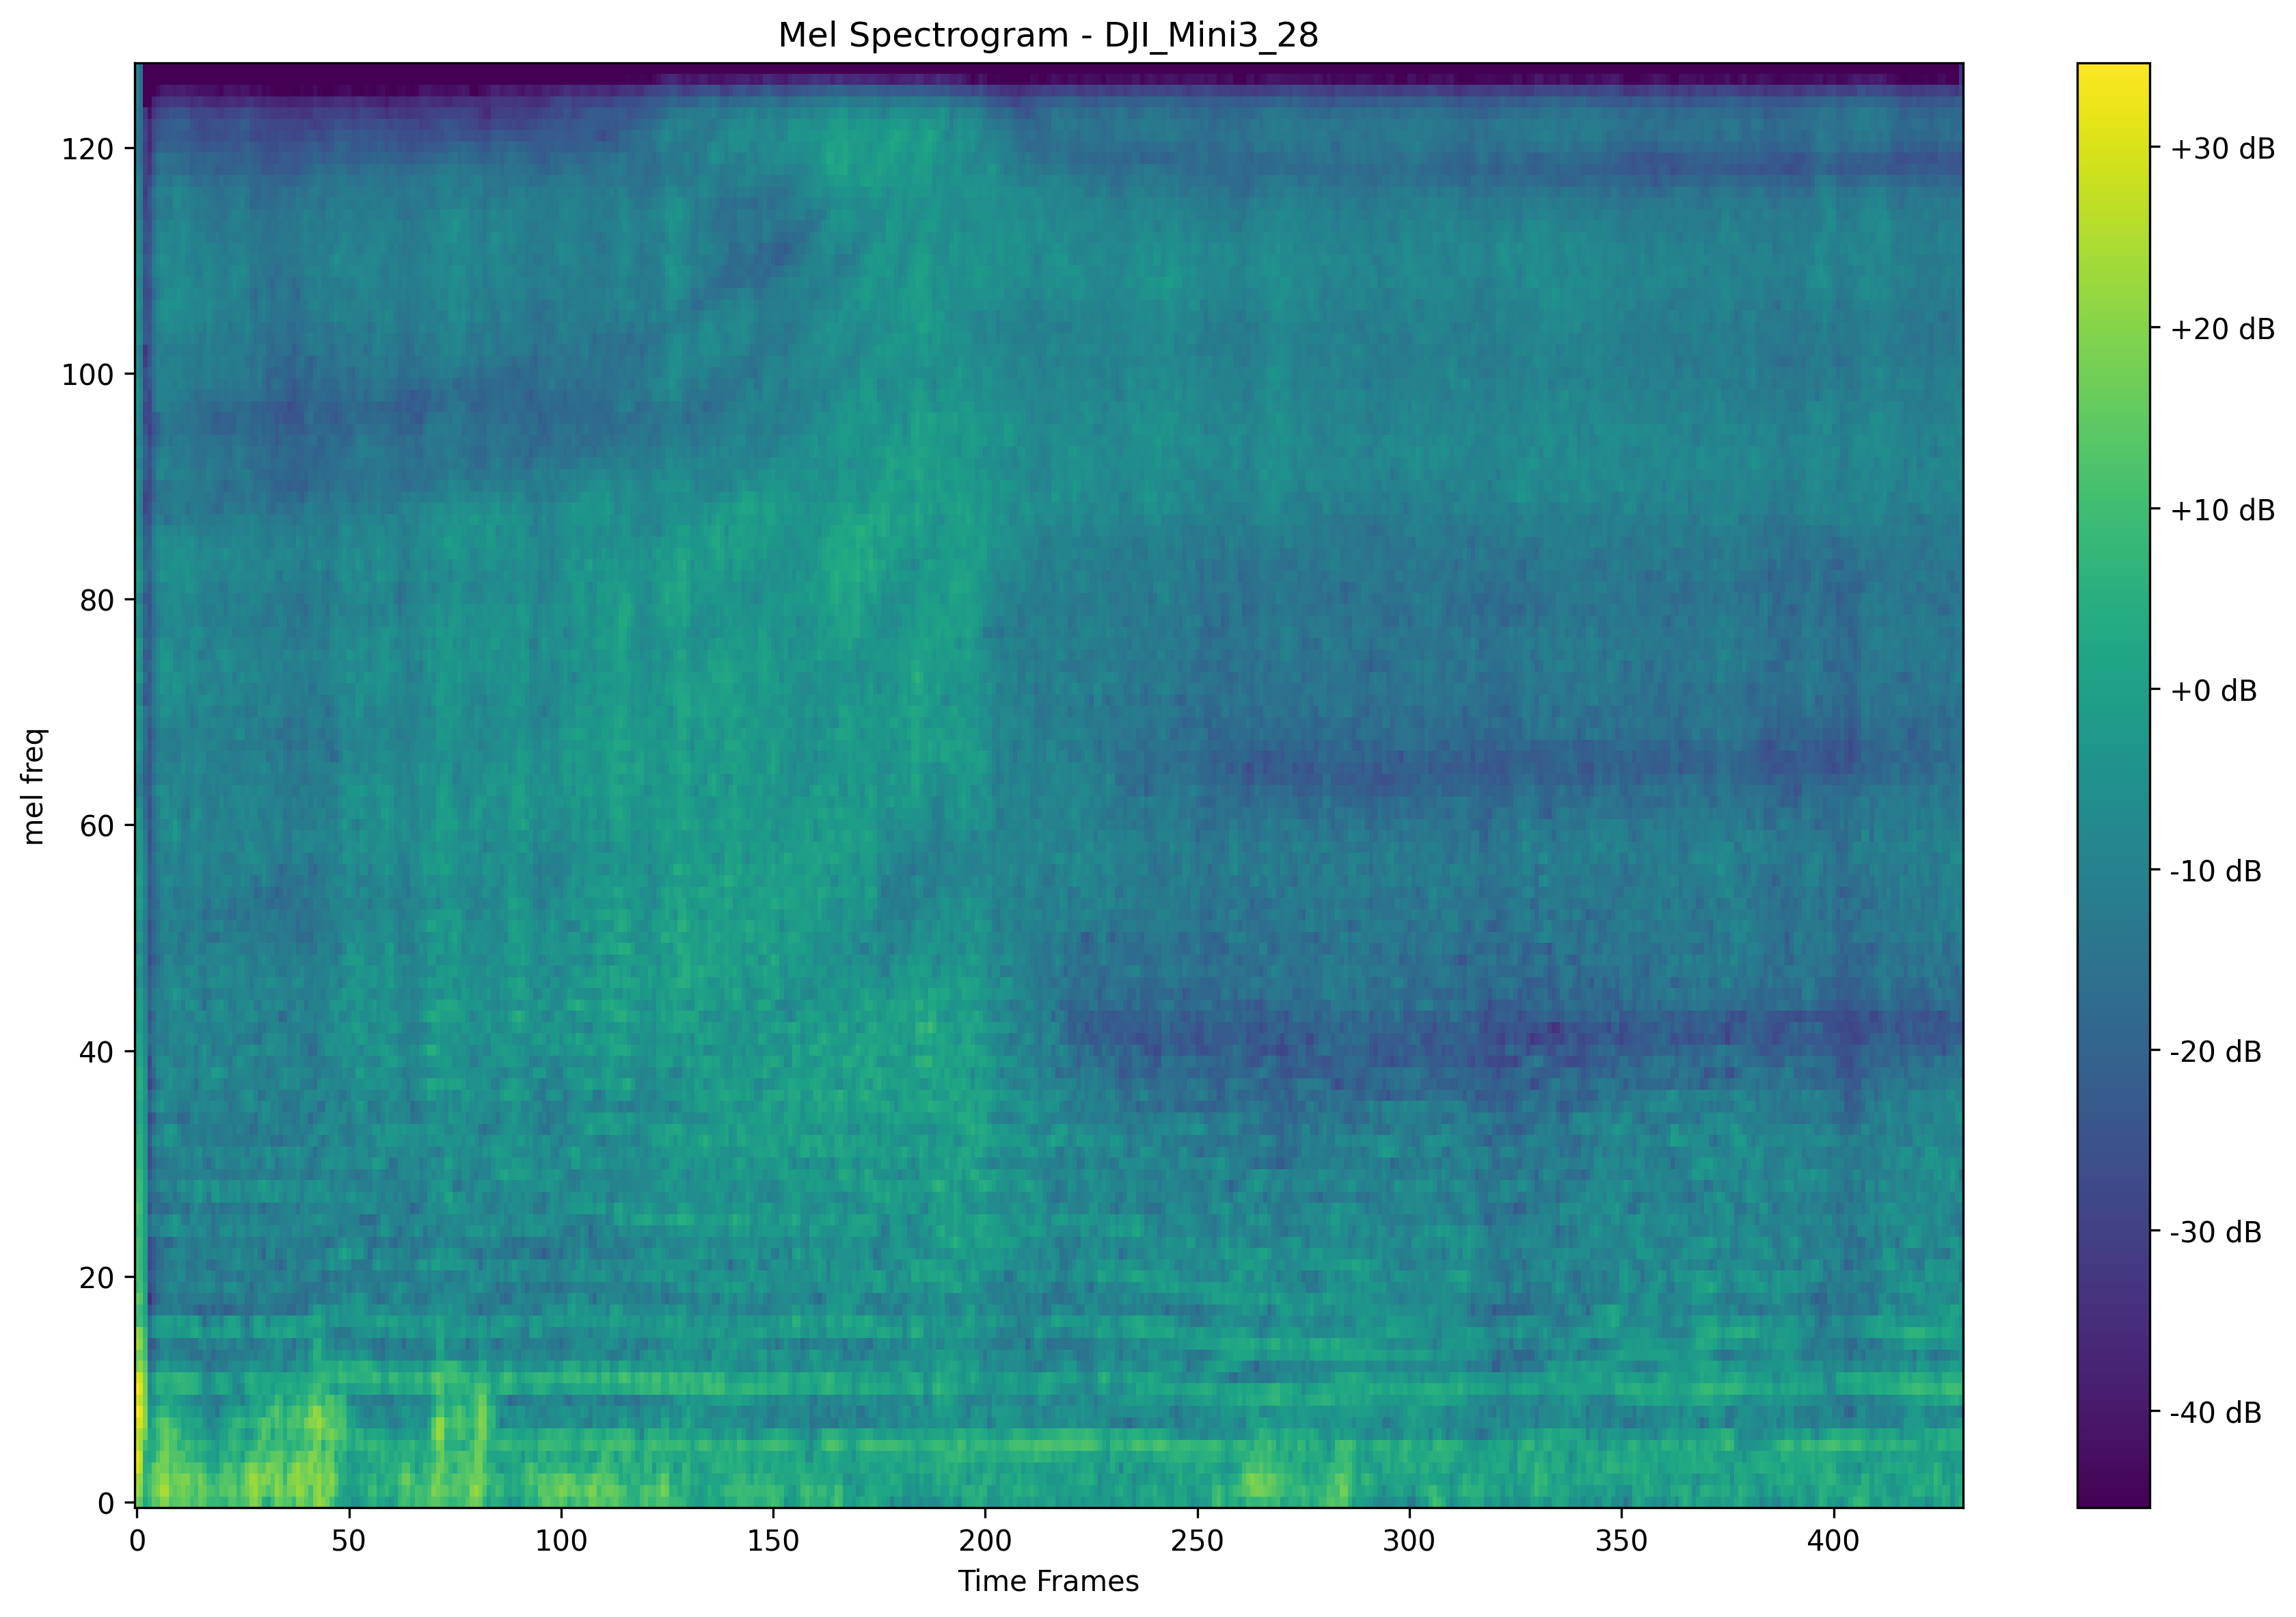 Mel Spectrogram - DJI_Mini3_28
mel freq
120
100
80
60
40
20
0
0 50 100 150 200 250 300 350 400
Time Frames
+30 dB
+20 dB
+10 dB
+0 dB
-10 dB
-20 dB
-30 dB
-40 dB